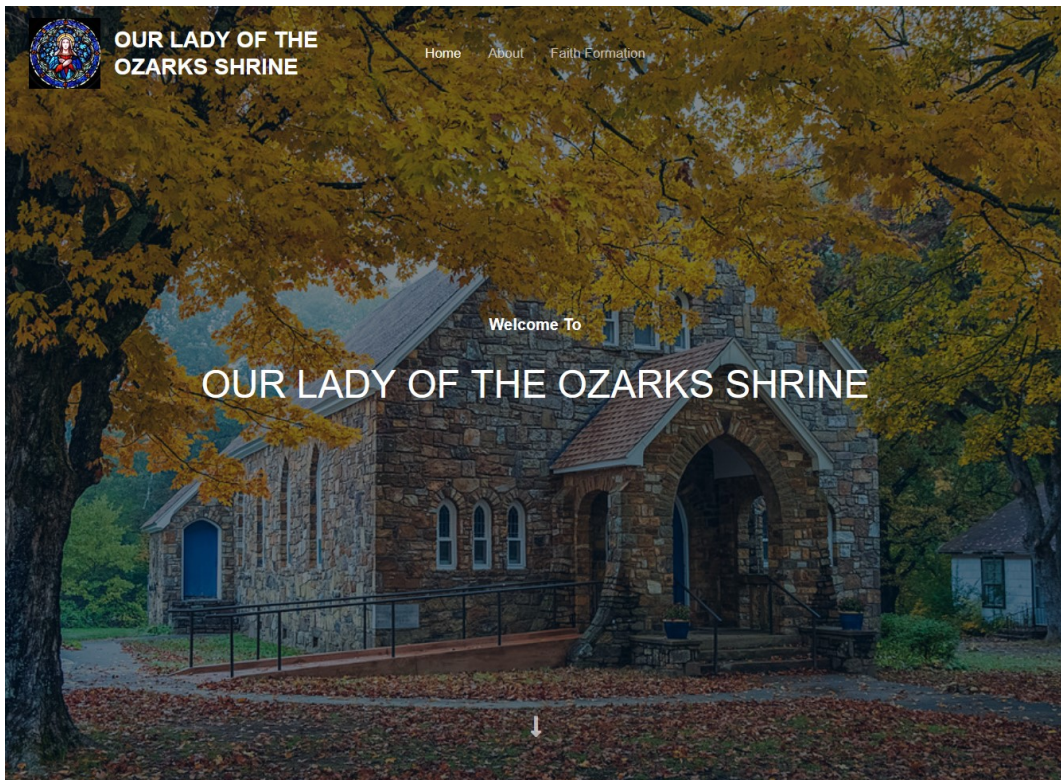 OUR LADY OF THE
OZARKS SHRINE
Home About Faith Formation
Welcome To
OUR LADY OF THE OZARKS SHRINE